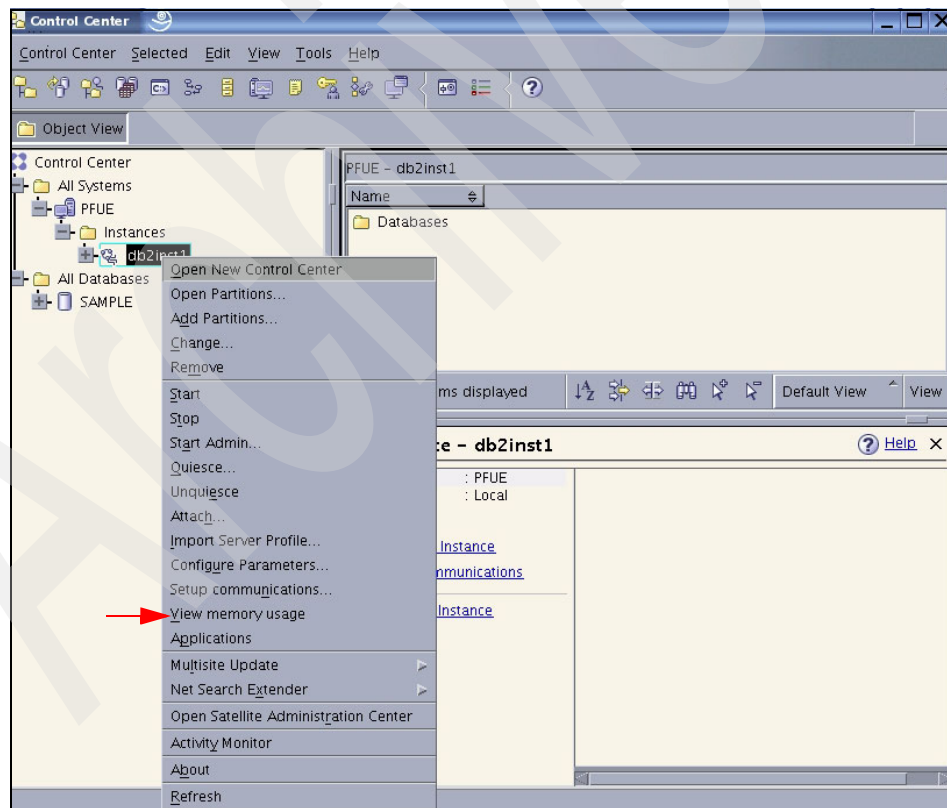 Control Center
Control Center Selected Edit View Tools Help
Object View
Control Center
All Systems
PFUE
Instances
db2inst1
All Databases
SAMPLE
PFUE - db2inst1
Name
Databases
Open New Control Center
Open Partitions...
Add Partitions...
Change...
Remove
Start
Stop
Start Admin...
Quiesce...
Unquiesce
Attach...
Import Server Profile...
Configure Parameters...
Setup communications...
View memory usage
Applications
Multisite Update
Net Search Extender
Open Satellite Administration Center
Activity Monitor
About
Refresh
ms displayed
Default View View
e - db2inst1 Help
: PFUE
: Local
Instance
mmunications
Instance